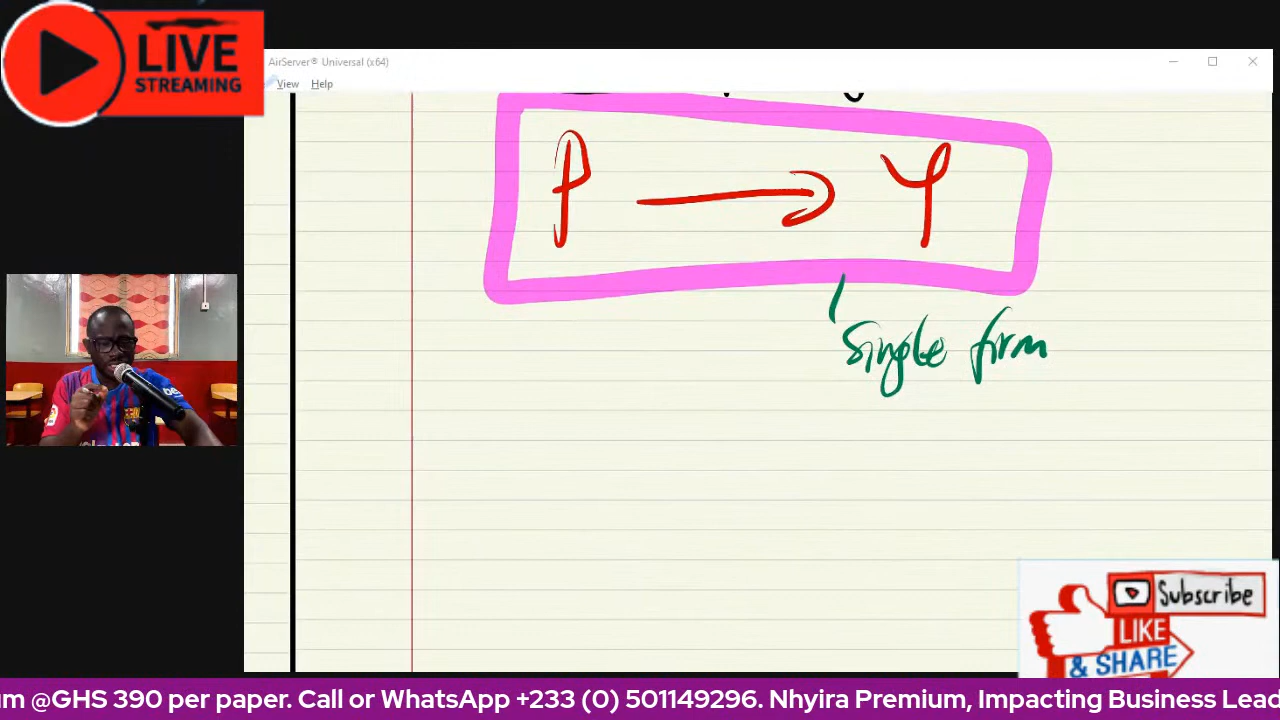 LIVE
STREAMING
AirServer® Universal (x64)
View Help
P → Y
Single firm
Subscribe
LIKE
& SHARE
um @GHS 390 per paper. Call or WhatsApp +233 (0) 501149296. Nhyira Premium, Impacting Business Lead